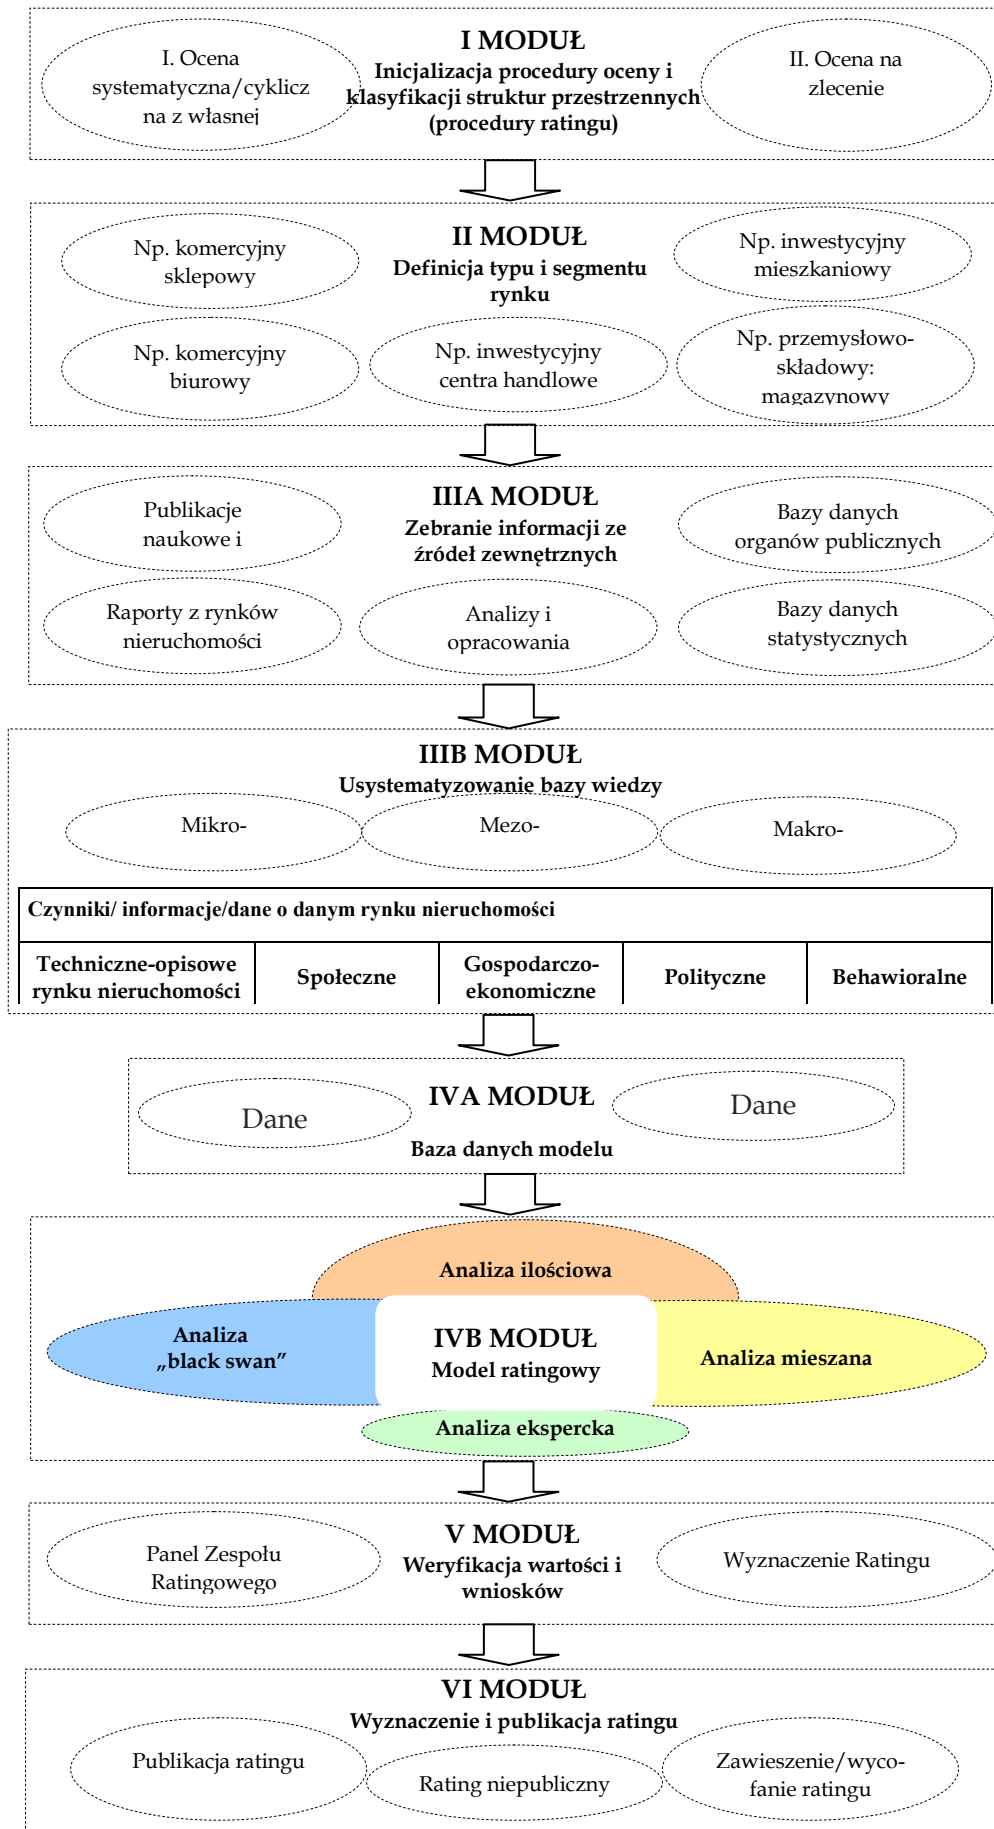 I MODUŁ
Inicjalizacja procedury oceny i
klasyfikacji struktur przestrzennych
(procedury ratingu)
I. Ocena
systematyczna/cyklicz
na z własnej
II. Ocena na
zlecenie
II MODUŁ
Definicja typu i segmentu
rynku
Np. komercyjny
sklepowy
Np. inwestycyjny
mieszkaniowy
Np. komercyjny
biurowy
Np. inwestycyjny
centra handlowe
Np. przemysłowo-
składowy:
magazynowy
IIIA MODUŁ
Zebranie informacji ze
źródeł zewnętrznych
Publikacje
naukowe i
Bazy danych
organów publicznych
Raporty z rynków
nieruchomości
Analizy i
opracowania
Bazy danych
statystycznych
IIIB MODUŁ
Usystematyzowanie bazy wiedzy
Mikro-
Mezo-
Makro-
Czynniki/ informacje/dane o danym rynku nieruchomości
Techniczne-opisowe
rynku nieruchomości
Społeczne
Gospodarczo-
ekonomiczne
Polityczne
Behawioralne
IVA MODUŁ
Baza danych modelu
Dane
Dane
Analiza ilościowa
Analiza
„black swan”
IVB MODUŁ
Model ratingowy
Analiza mieszana
Analiza ekspercka
V MODUŁ
Weryfikacja wartości i
wniosków
Panel Zespołu
Ratingowego
Wyznaczenie Ratingu
VI MODUŁ
Wyznaczenie i publikacja ratingu
Publikacja ratingu
Rating niepubliczny
Zawieszenie/wyco-
fanie ratingu